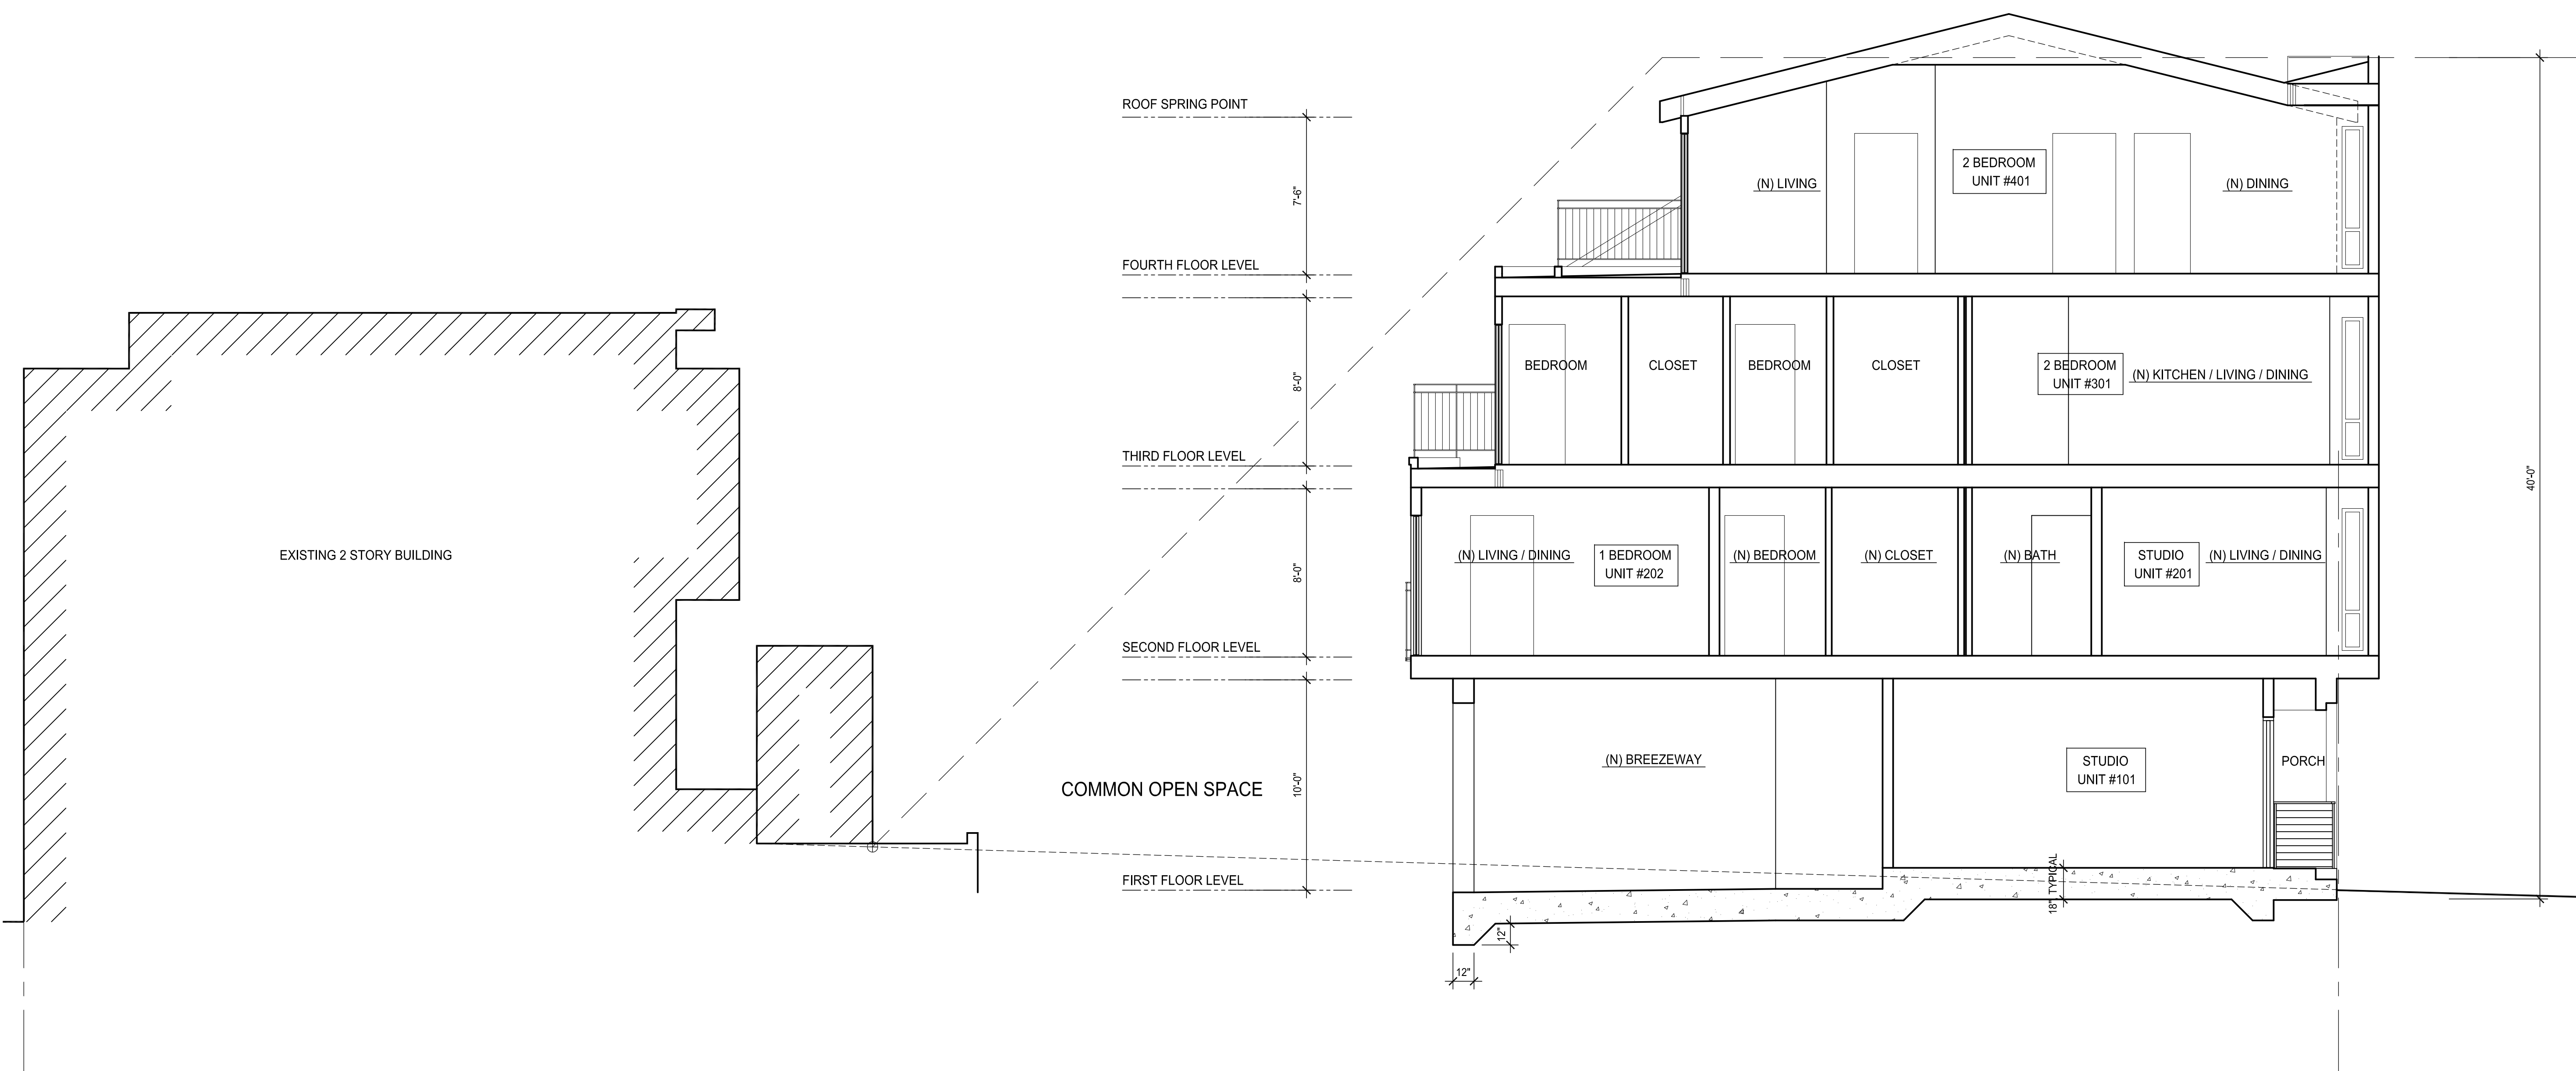 ROOF SPRING POINT
7'-6"
FOURTH FLOOR LEVEL
8'-0"
THIRD FLOOR LEVEL
8'-0"
SECOND FLOOR LEVEL
10'-0"
FIRST FLOOR LEVEL
EXISTING 2 STORY BUILDING
COMMON OPEN SPACE
(N) LIVING
2 BEDROOM
UNIT #401
(N) DINING
BEDROOM
CLOSET
BEDROOM
CLOSET
2 BEDROOM
UNIT #301
(N) KITCHEN / LIVING / DINING
(N) LIVING / DINING
1 BEDROOM
UNIT #202
(N) BEDROOM
(N) CLOSET
(N) BATH
STUDIO
UNIT #201
(N) LIVING / DINING
(N) BREEZEWAY
STUDIO
UNIT #101
PORCH
18" TYPICAL
12"
12"
40'-0"